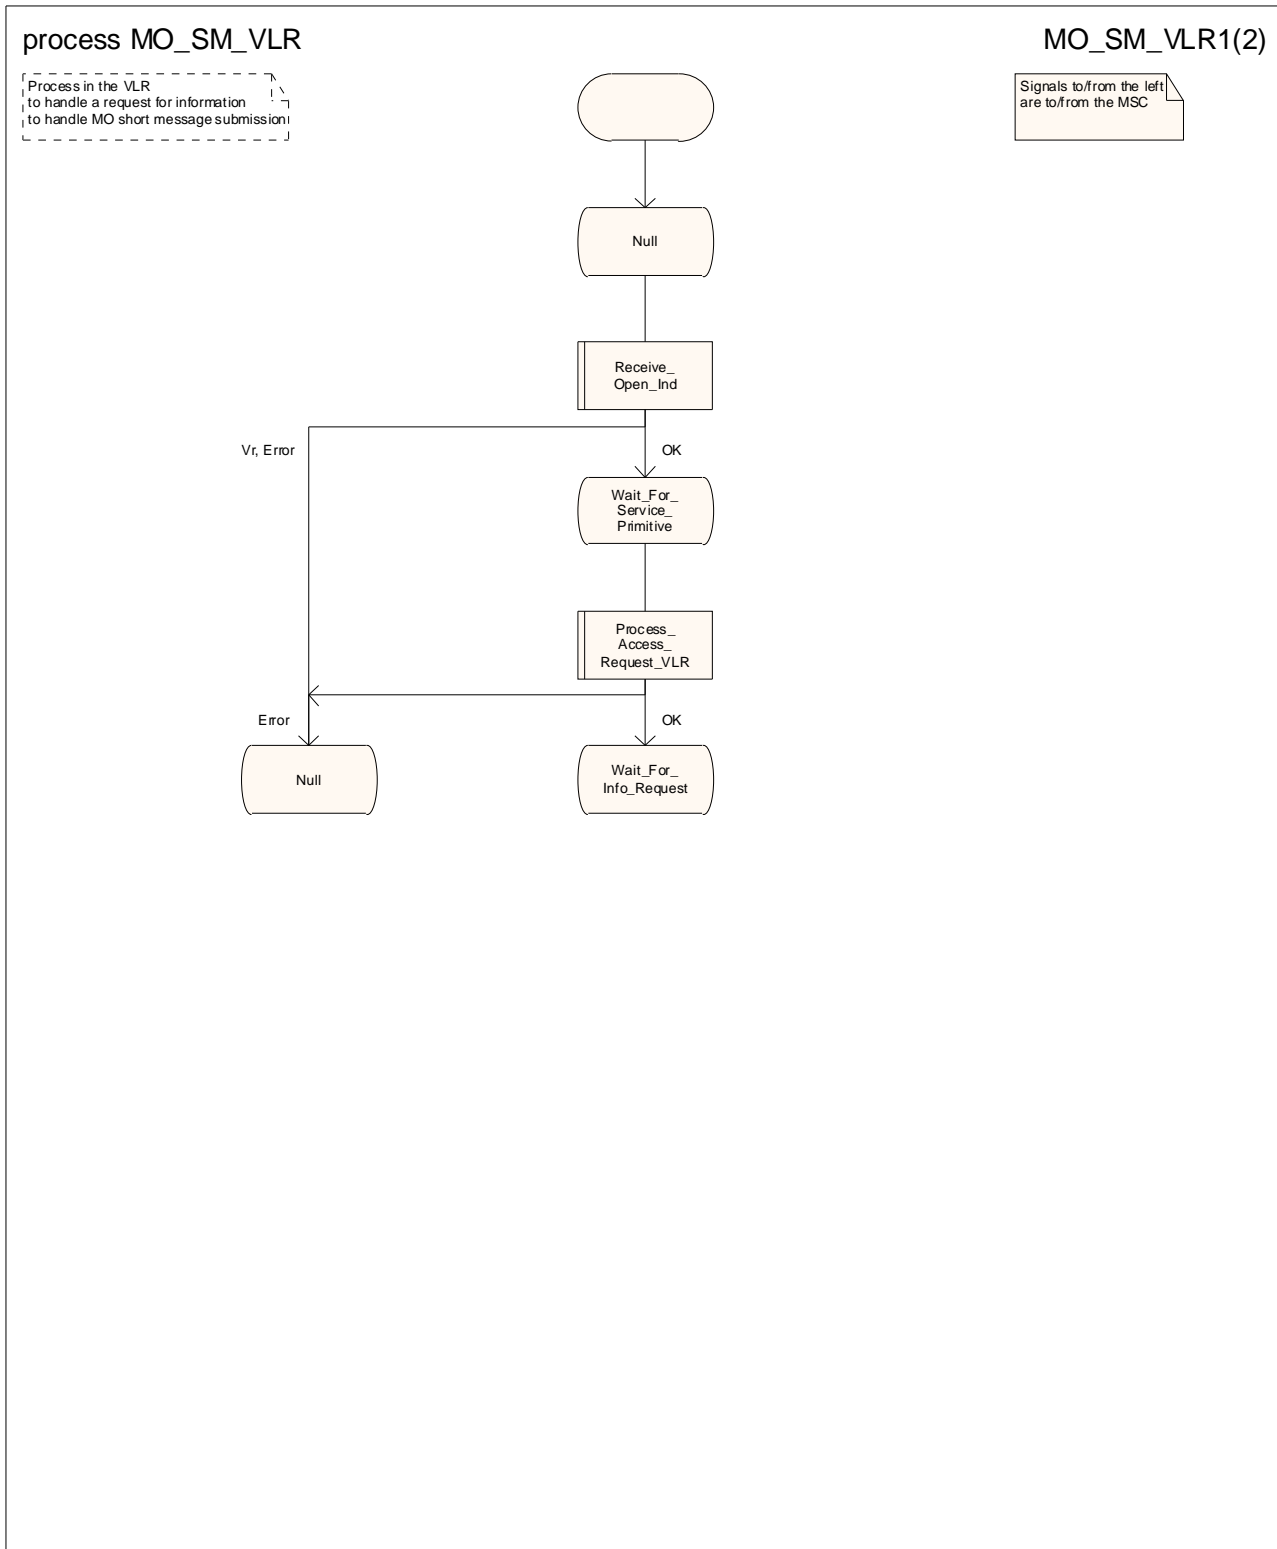 process MO_SM_VLR
MO_SM_VLR1(2)
Process in the VLR
to handle a request for information
to handle MO short message submission
Signals to/from the left
are to/from the MSC
Null
Receive_
Open_Ind
Vr, Error
OK
Wait_For_
Service_
Primitive
Process_
Access_
Request_VLR
Error
OK
Null
Wait_For_
Info_Request